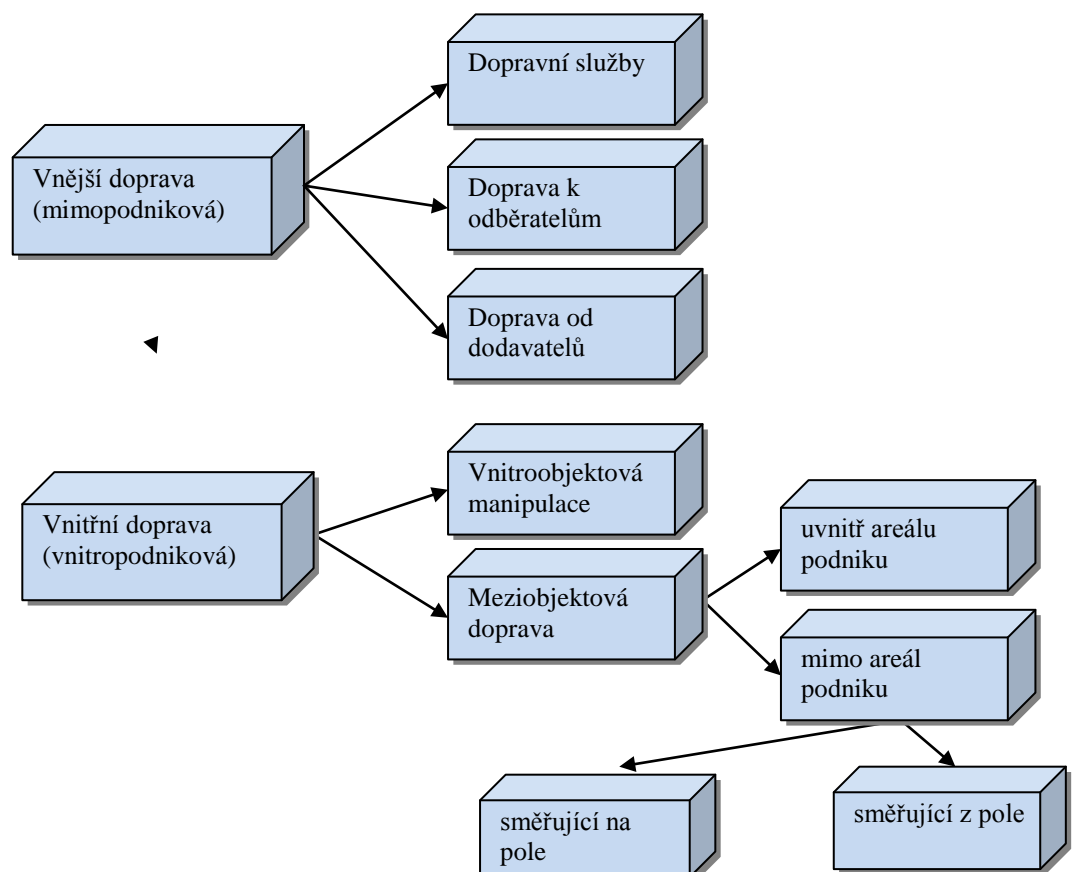 Dopravní služby
Vnější doprava
(mimopodniková)
Doprava k
odběratelům
Doprava od
dodavatelů
Vnitroobjektová
manipulace
Vnitřní doprava
(vnitropodniková)
uvnitř areálu
podniku
Meziobjektová
doprava
mimo areál
podniku
směřující na
pole
směřující z pole